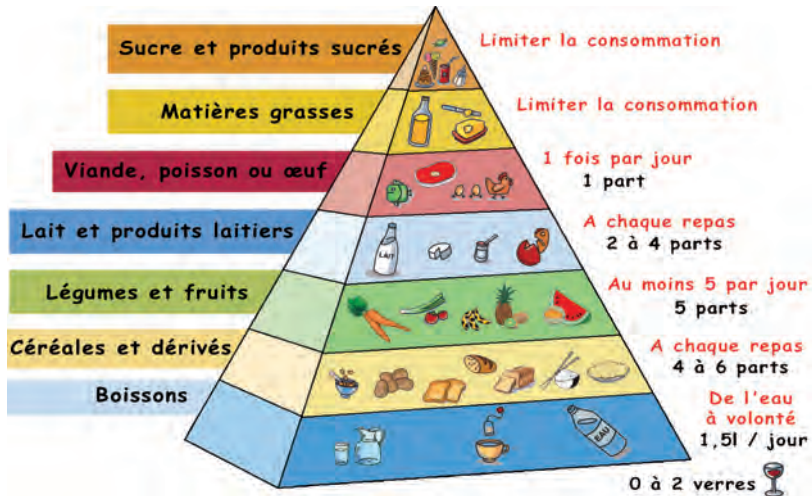 Sucre et produits sucrés
Limiter la consommation
Matières grasses
Limiter la consommation
Viande, poisson ou œuf
1 fois par jour
1 part
Lait et produits laitiers
A chaque repas
2 à 4 parts
LAIT
Légumes et fruits
Au moins 5 par jour
5 parts
Céréales et dérivés
A chaque repas
4 à 6 parts
Boissons
De l'eau
à volonté
1,5l / jour
EAU
0 à 2 verres